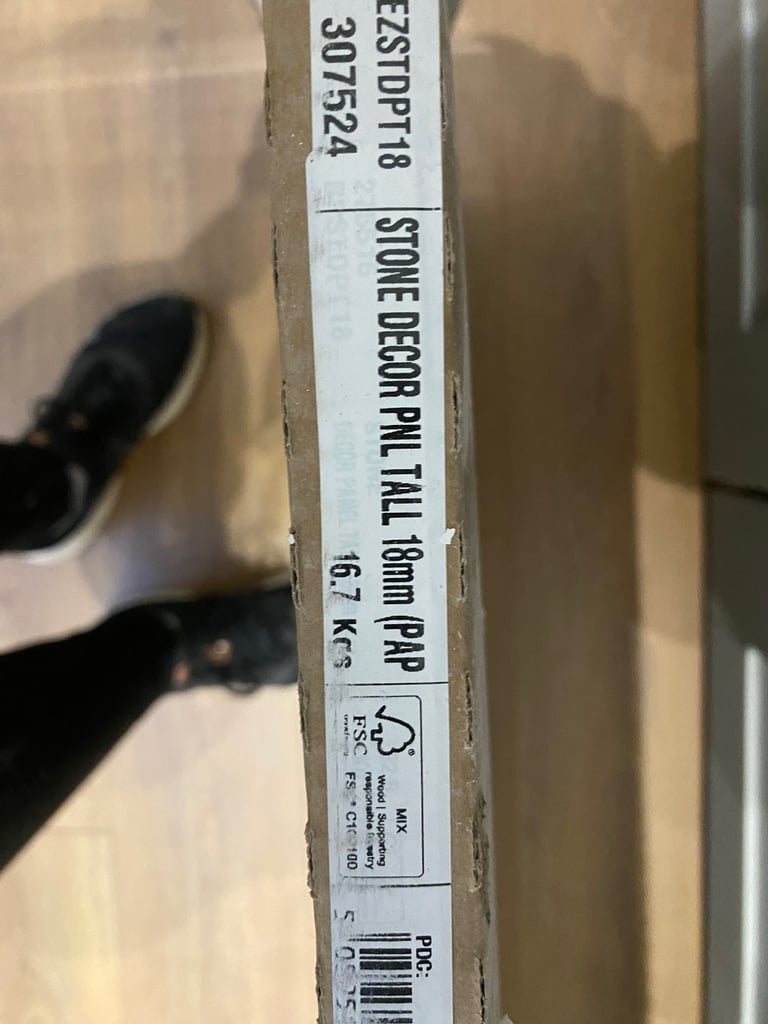 EZSTDPT18
307524
STONE DECOR PNL TALL 18mm (PAP
16.7 KGS
FSC
MIX
Wood | Supporting
responsible forestry
PDC: